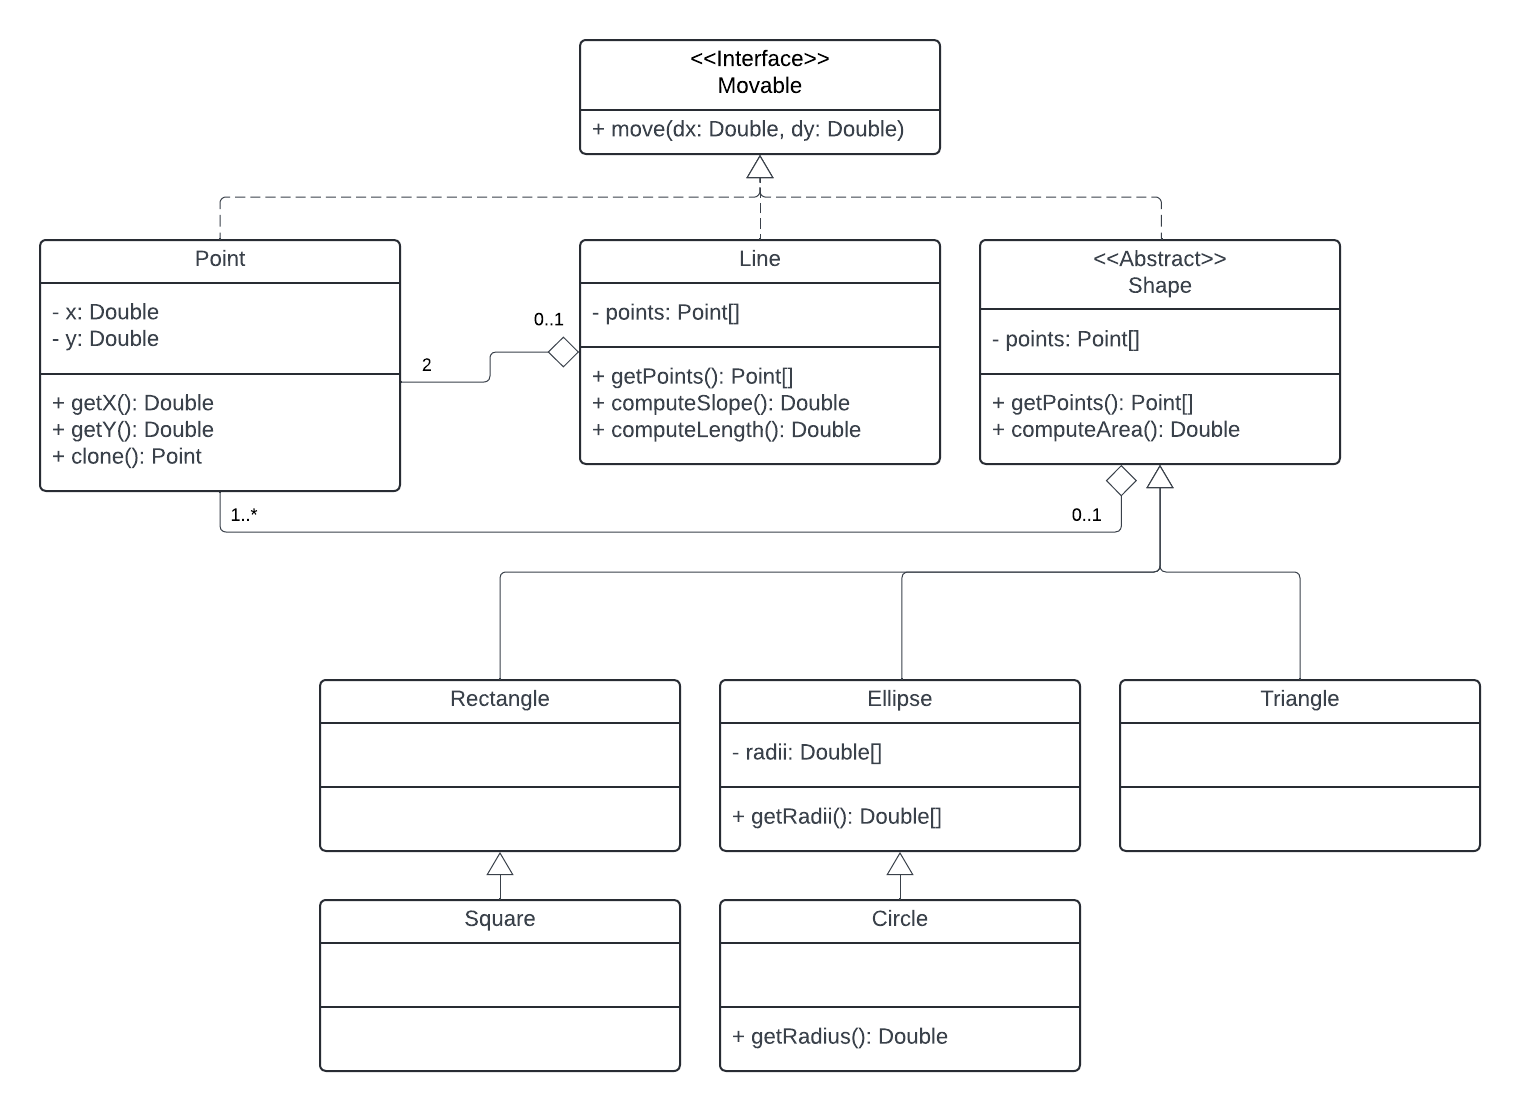 <<Interface>>
Movable
+ move(dx: Double, dy: Double)
Point
- x: Double
- y: Double
+ getX(): Double
+ getY(): Double
+ clone(): Point
2
0..1
Line
- points: Point[]
+ getPoints(): Point[]
+ computeSlope(): Double
+ computeLength(): Double
<<Abstract>>
Shape
- points: Point[]
+ getPoints(): Point[]
+ computeArea(): Double
1..*
0..1
Rectangle
Ellipse
- radii: Double[]
+ getRadii(): Double[]
Triangle
Square
Circle
+ getRadius(): Double